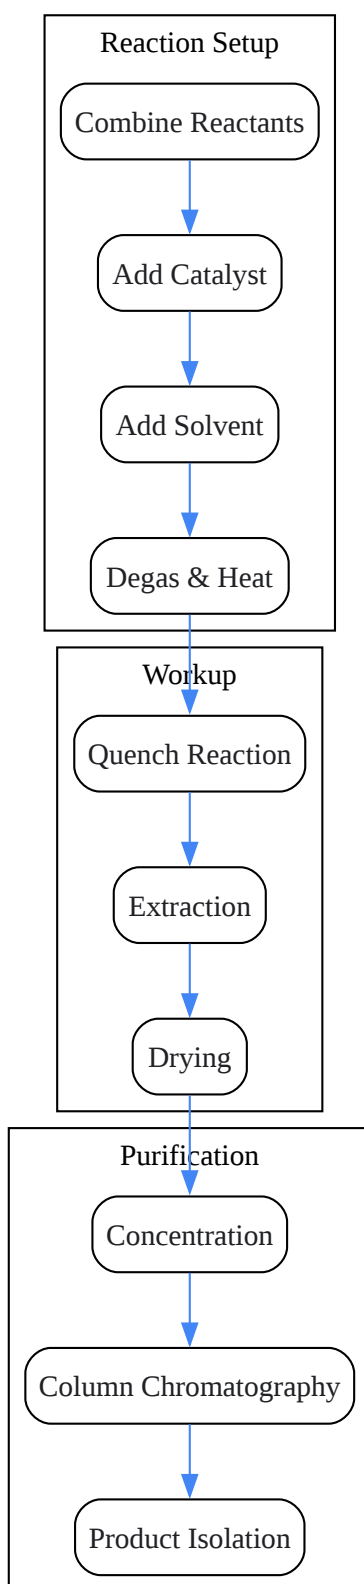 Reaction Setup
Combine Reactants
Add Catalyst
Add Solvent
Degas & Heat
Workup
Quench Reaction
Extraction
Drying
Purification
Concentration
Column Chromatography
Product Isolation